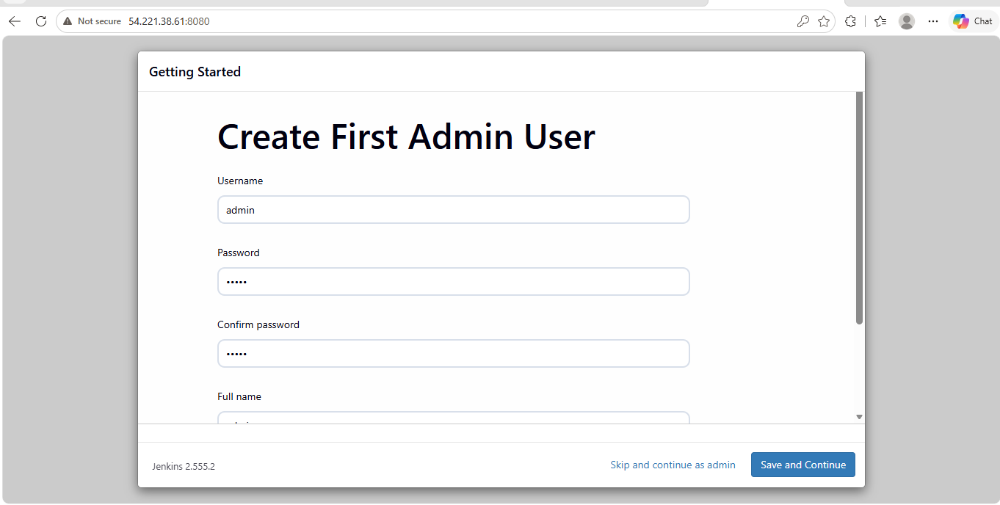 Not secure 54.221.38.61:8080
Chat
Getting Started
Create First Admin User
Username
admin
Password
•••••
Confirm password
•••••
Full name
Jenkins 2.555.2
Skip and continue as admin
Save and Continue